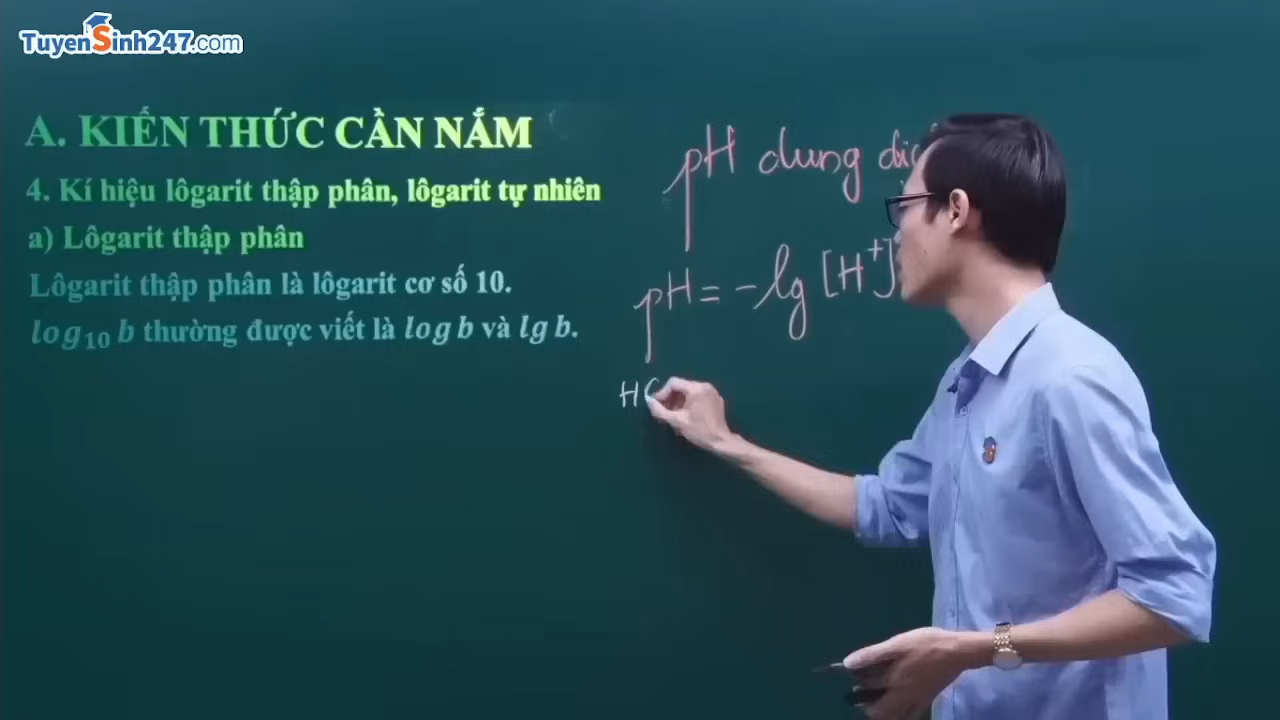 TuyenSinh247.com
A. KIẾN THỨC CẦN NẮM
4. Kí hiệu lôgarit thập phân, lôgarit tự nhiên
a) Lôgarit thập phân
Lôgarit thập phân là lôgarit cơ số 10.
log₁₀ b thường được viết là log b và lg b.
pH dung
pH = -lg [H⁺]
H